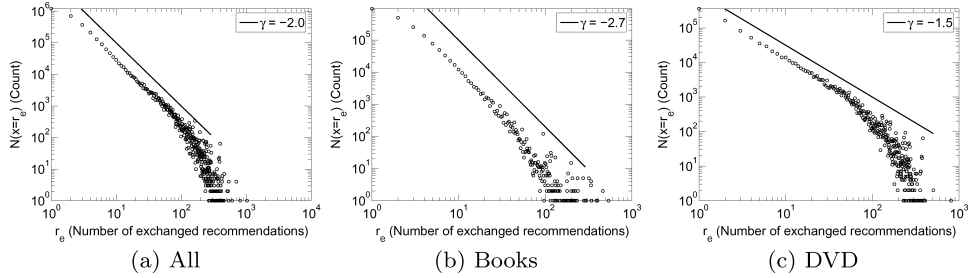 γ = −2.0
10^6
10^5
10^4
10^3
10^2
10^1
10^0
N(x=r_e) (Count)
10^0 10^1 10^2 10^3 10^4
r_e (Number of exchanged recommendations)
(a) All
γ = −2.7
10^6
10^5
10^4
10^3
10^2
10^1
10^0
N(x=r_e) (Count)
10^0 10^1 10^2 10^3
r_e (Number of exchanged recommendations)
(b) Books
γ = −1.5
10^5
10^4
10^3
10^2
10^1
10^0
N(x=r_e) (Count)
10^0 10^1 10^2 10^3
r_e (Number of exchanged recommendations)
(c) DVD